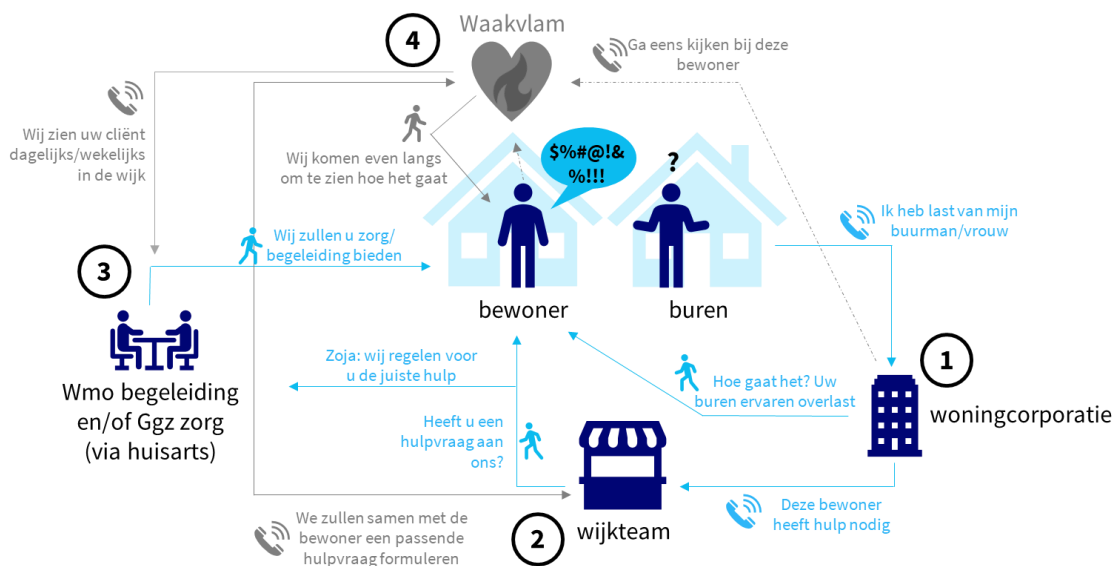 4
Waakvlam
Ga eens kijken bij deze
bewoner
Wij zien uw cliënt
dagelijks/wekelijks
in de wijk
Wij komen even langs
om te zien hoe het gaat
$%#@!&
%!!!
?
Ik heb last van mijn
buurman/vrouw
3
Wij zullen u zorg/
begeleiding bieden
bewoner
buren
1
woningcorporatie
Wmo begeleiding
en/of Ggz zorg
(via huisarts)
Zoja: wij regelen voor
u de juiste hulp
Hoe gaat het? Uw
buren ervaren overlast
Heeft u een
hulpvraag aan
ons?
2
wijkteam
Deze bewoner
heeft hulp nodig
We zullen samen met de
bewoner een passende
hulpvraag formuleren